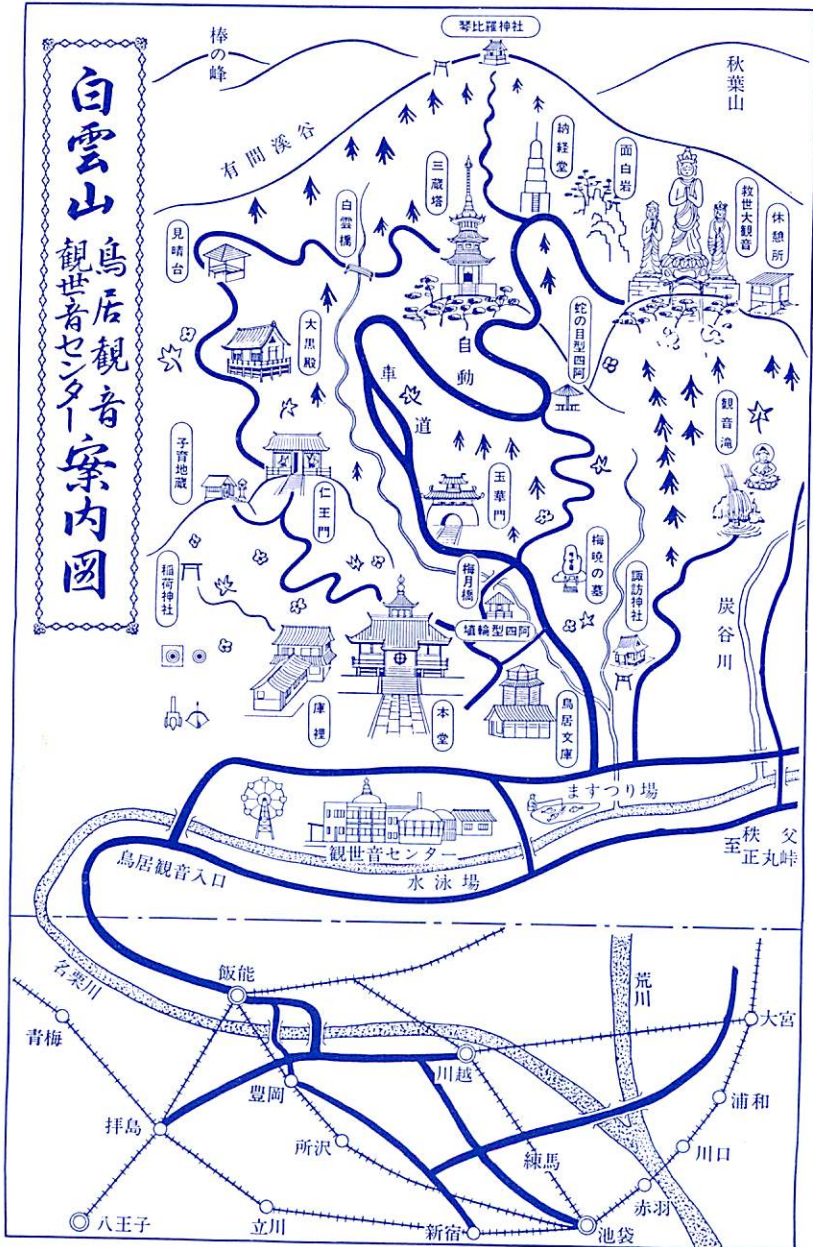 白雲山
鳥居観音
観世音センター
案内図
棒の峰
琴比羅神社
秋葉山
有間渓谷
納経堂
面白岩
三蔵塔
救世大観音
休憩所
白雲橋
見晴台
大黒殿
蛇の目型四阿
自動車道
観音滝
子育地蔵
仁王門
玉華門
梅月橋
梅暁の墓
諏訪神社
稲荷神社
埴輪型四阿
炭谷川
庫裡
本堂
鳥居文庫
ますつり場
観世音センター
鳥居観音入口
水泳場
至秩父
正丸峠
名栗川
飯能
荒川
大宮
青梅
川越
豊岡
浦和
拝島
所沢
練馬
川口
赤羽
八王子
立川
新宿
池袋